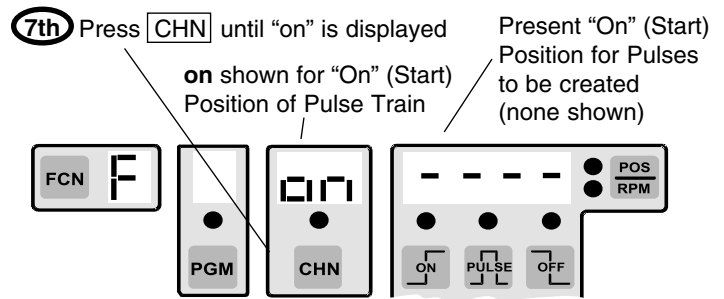 7th Press CHN until “on” is displayed
on shown for “On” (Start)
Position of Pulse Train
Present “On” (Start)
Position for Pulses
to be created
(none shown)
FCN F
on
- - - -
POS
RPM
PGM
CHN
ON
PULSE
OFF